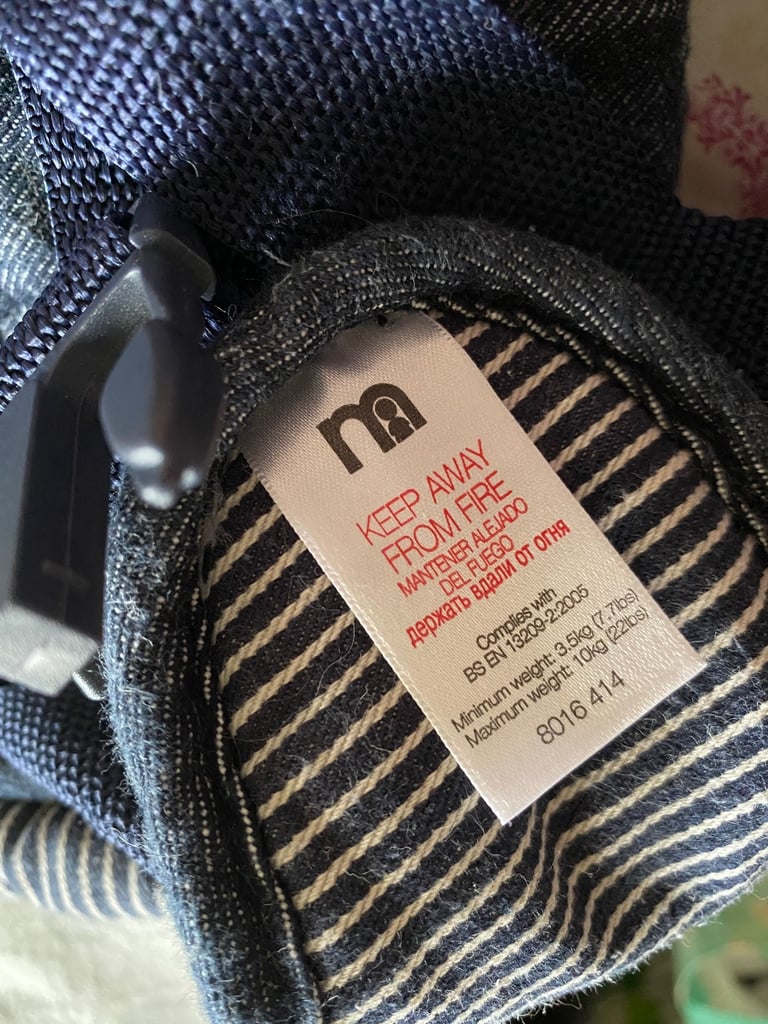 m
KEEP AWAY
FROM FIRE
MANTENER ALEJADO
DEL FUEGO
держать вдали от огня
Complies with
BS EN 13209-2:2005
Minimum weight: 3.5kg (7.7lbs)
Maximum weight: 10kg (22lbs)
8016 414